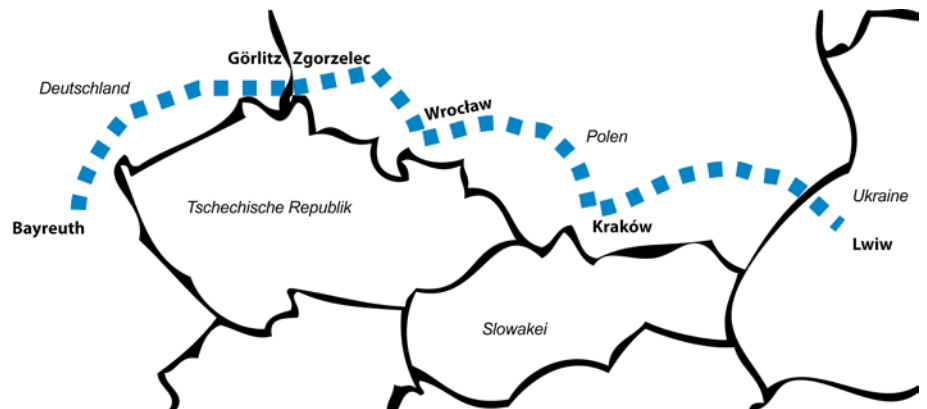 Görlitz Zgorzelec
Deutschland
Wrocław
Polen
Tschechische Republik
Ukraine
Bayreuth
Kraków
Lwiw
Slowakei